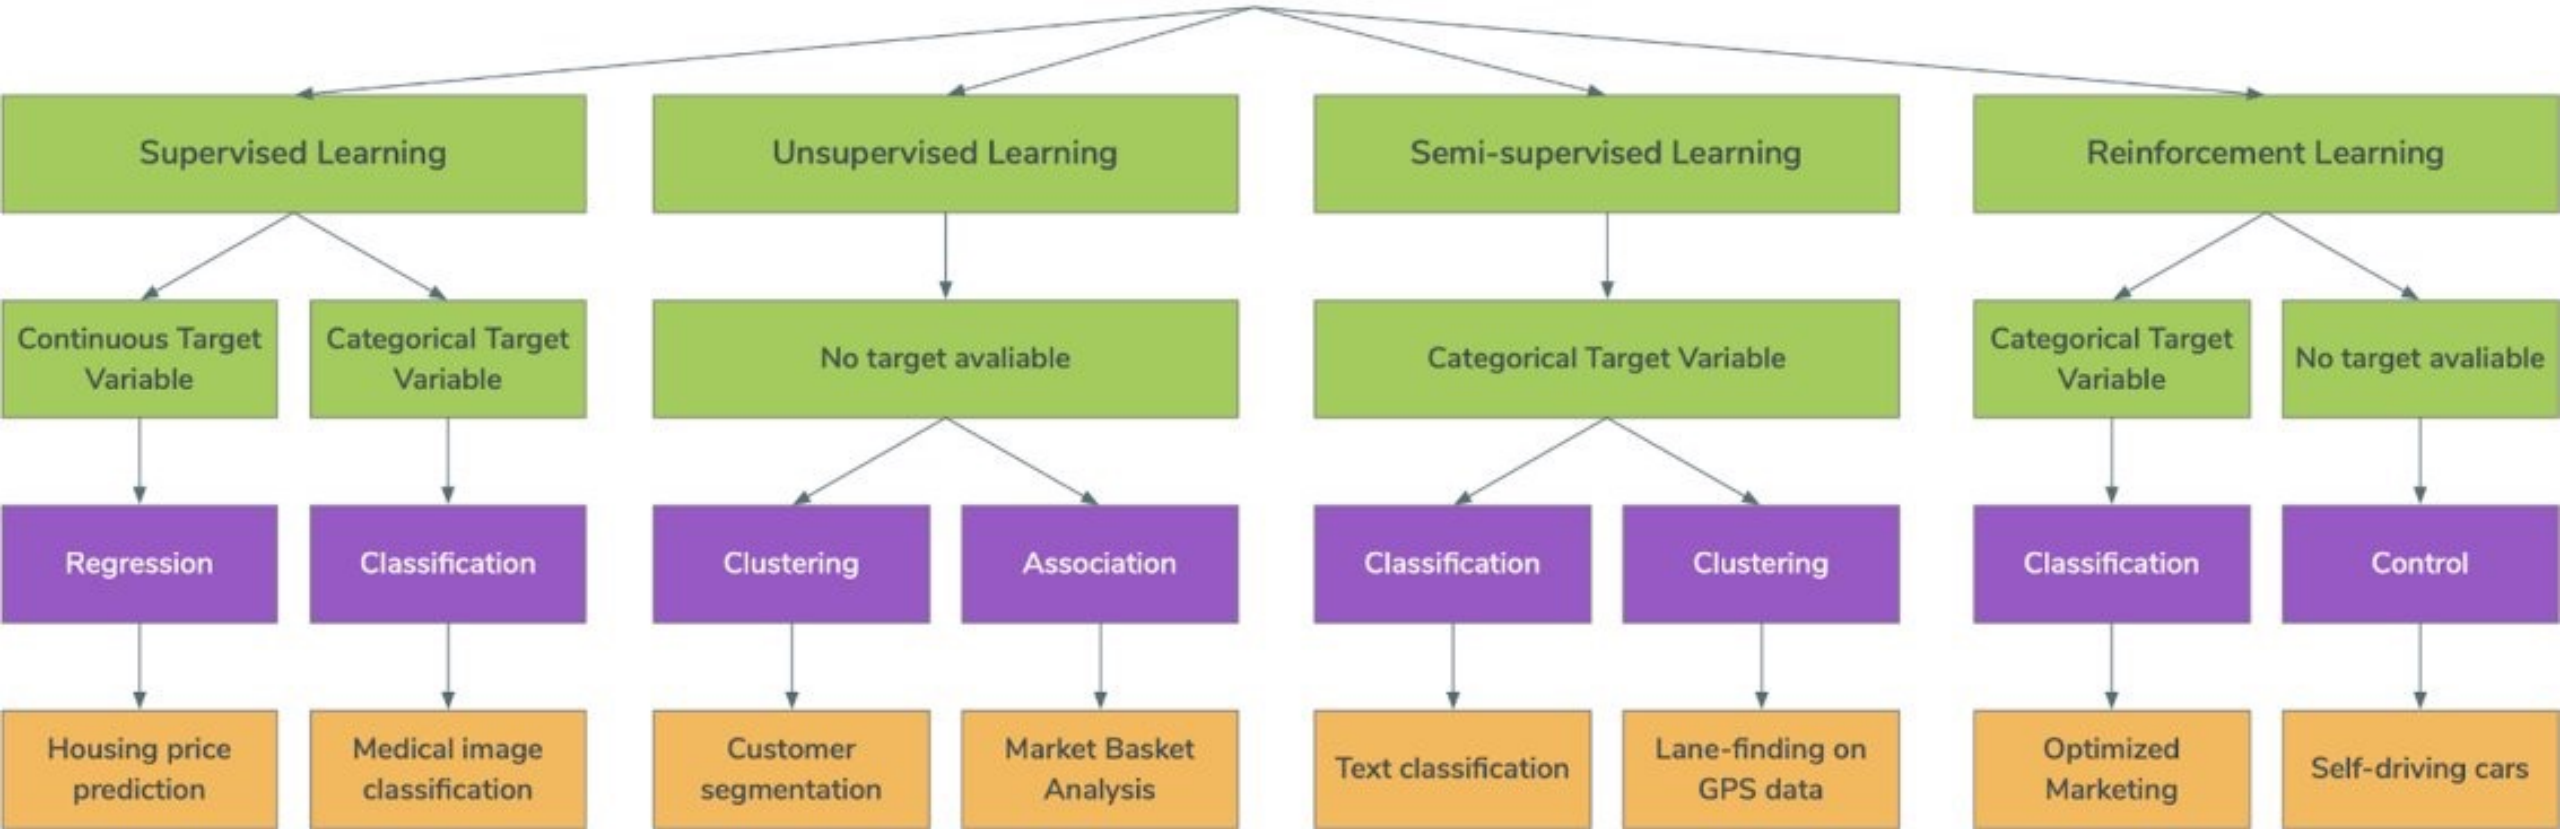 Supervised Learning
Unsupervised Learning
Semi-supervised Learning
Reinforcement Learning
Continuous Target
Variable
Categorical Target
Variable
No target avaliable
Categorical Target Variable
Categorical Target
Variable
No target avaliable
Regression
Classification
Clustering
Association
Classification
Clustering
Classification
Control
Housing price
prediction
Medical image
classification
Customer
segmentation
Market Basket
Analysis
Text classification
Lane-finding on
GPS data
Optimized
Marketing
Self-driving cars